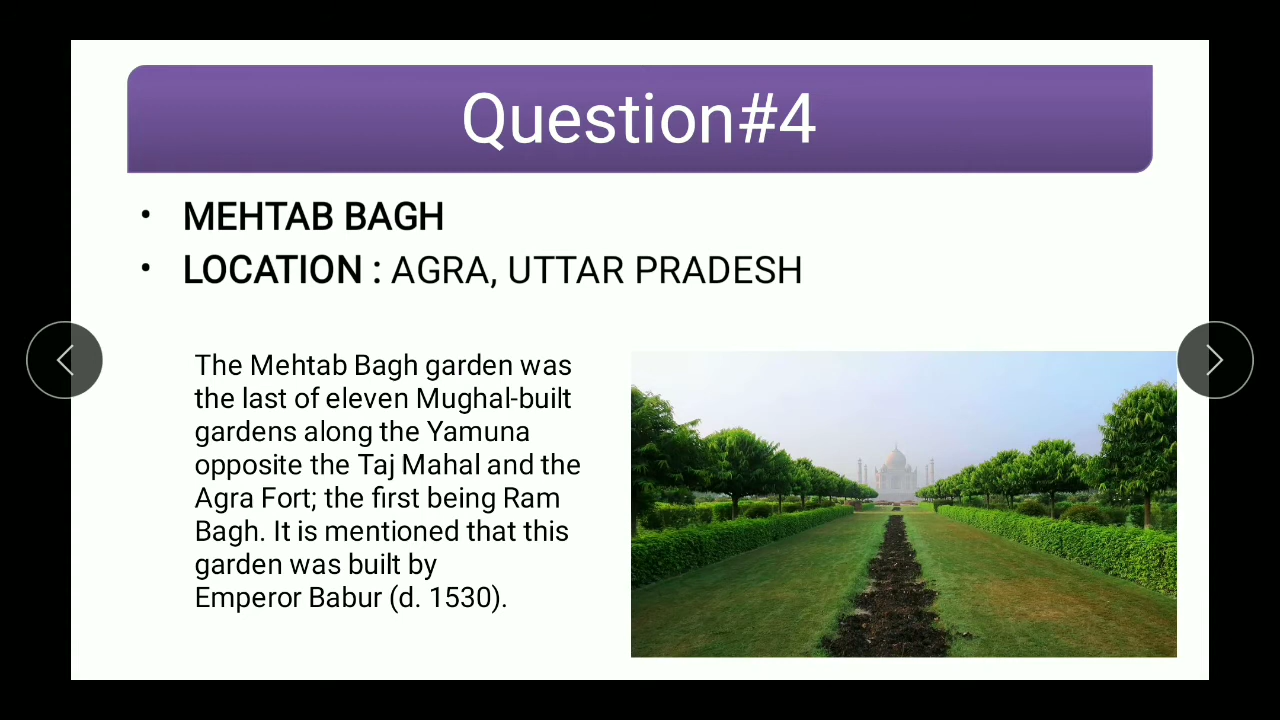 Question#4
• MEHTAB BAGH
• LOCATION : AGRA, UTTAR PRADESH
The Mehtab Bagh garden was
the last of eleven Mughal-built
gardens along the Yamuna
opposite the Taj Mahal and the
Agra Fort; the first being Ram
Bagh. It is mentioned that this
garden was built by
Emperor Babur (d. 1530).